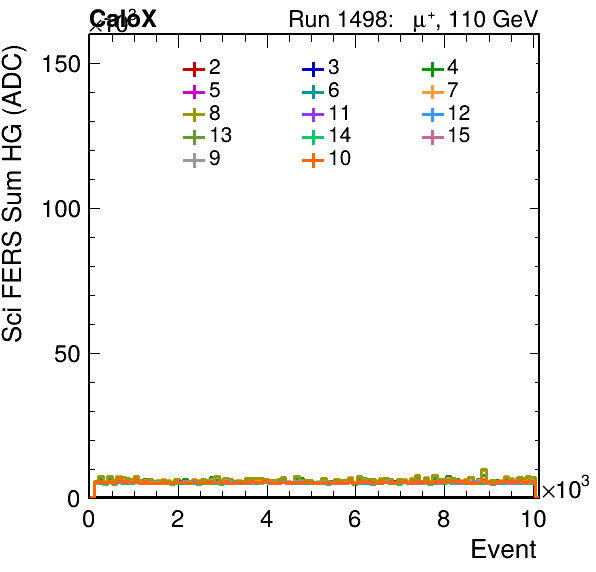 CaloX Run 1498: μ⁺, 110 GeV
×10³
Sci FERS Sum HG (ADC)
150
100
50
0
2 3 4
5 6 7
8 11 12
13 14 15
9 10
0 2 4 6 8 10 ×10³
Event